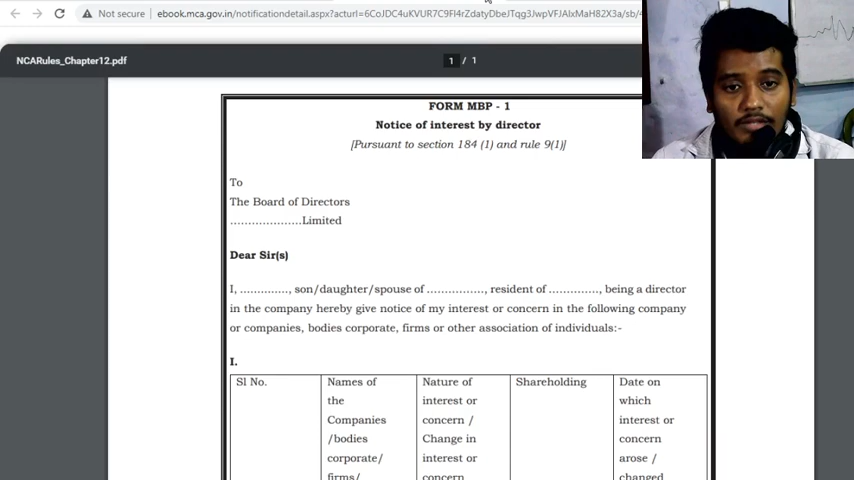 Not secure ebook.mca.gov.in/notificationdetail.aspx?acturl=6CoJDC4uKVUR7C9Fl4rZdatyDbeJTqg3JwpVFJAlxMaH82X3a/sb/4
NCARules_Chapter12.pdf
1 / 1
FORM MBP - 1
Notice of interest by director
[Pursuant to section 184 (1) and rule 9(1)]
To
The Board of Directors
....................Limited
Dear Sir(s)
I, .............., son/daughter/spouse of ................, resident of .............., being a director
in the company hereby give notice of my interest or concern in the following company
or companies, bodies corporate, firms or other association of individuals:-
I.
Sl No.
Names of
the
Companies
/bodies
corporate/
firms/
Nature of
interest or
concern /
Change in
interest or
concern
Shareholding
Date on
which
interest or
concern
arose /
changed